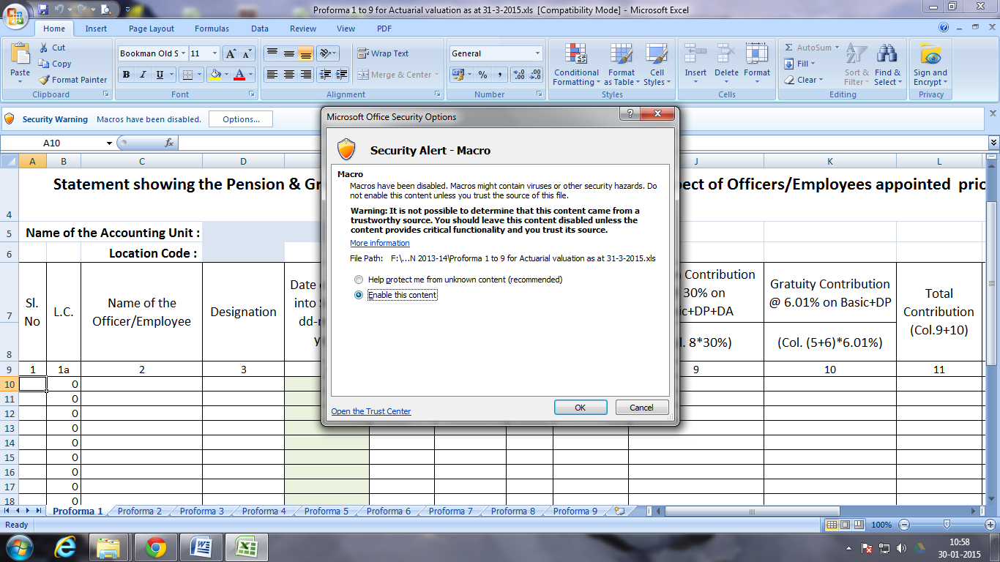 Proforma 1 to 9 for Actuarial valuation as at 31-3-2015.xls [Compatibility Mode] - Microsoft Excel
Home Insert Page Layout Formulas Data Review View PDF
Paste
Cut
Copy
Format Painter
Clipboard
Bookman Old S 11 A A
B I U A
Font
Wrap Text
Merge & Center
Alignment
General
% , .00
Number
Conditional Formatting
Format as Table
Cell Styles
Styles
Insert Delete Format
Cells
Σ AutoSum
Fill
Clear
Sort & Filter
Find & Select
Editing
Sign and Encrypt
Privacy
Security Warning Macros have been disabled. Options...
A10 fx
A B C D J K L
4 Statement showing the Pension & Gr pect of Officers/Employees appointed prio
5 Name of the Accounting Unit :
6 Location Code :
7
8
Sl. No
L.C.
Name of the Officer/Employee
Designation
Date
into
dd-
y
Contribution
30% on
+DP+DA
8*30%)
Gratuity Contribution
@ 6.01% on Basic+DP
(Col. (5+6)*6.01%)
Total
Contribution
(Col.9+10)
9 1 1a 2 3 9 10 11
10 0
11 0
12 0
13 0
14 0
15 0
16 0
17 0
18 0
Microsoft Office Security Options
Security Alert - Macro
Macro
Macros have been disabled. Macros might contain viruses or other security hazards. Do
not enable this content unless you trust the source of this file.
Warning: It is not possible to determine that this content came from a
trustworthy source. You should leave this content disabled unless the
content provides critical functionality and you trust its source.
More information
File Path: F:\...N 2013-14\Proforma 1 to 9 for Actuarial valuation as at 31-3-2015.xls
Help protect me from unknown content (recommended)
Enable this content
Open the Trust Center
OK Cancel
Proforma 1 Proforma 2 Proforma 3 Proforma 4 Proforma 5 Proforma 6 Proforma 7 Proforma 8 Proforma 9
Ready 100%
10:58
30-01-2015